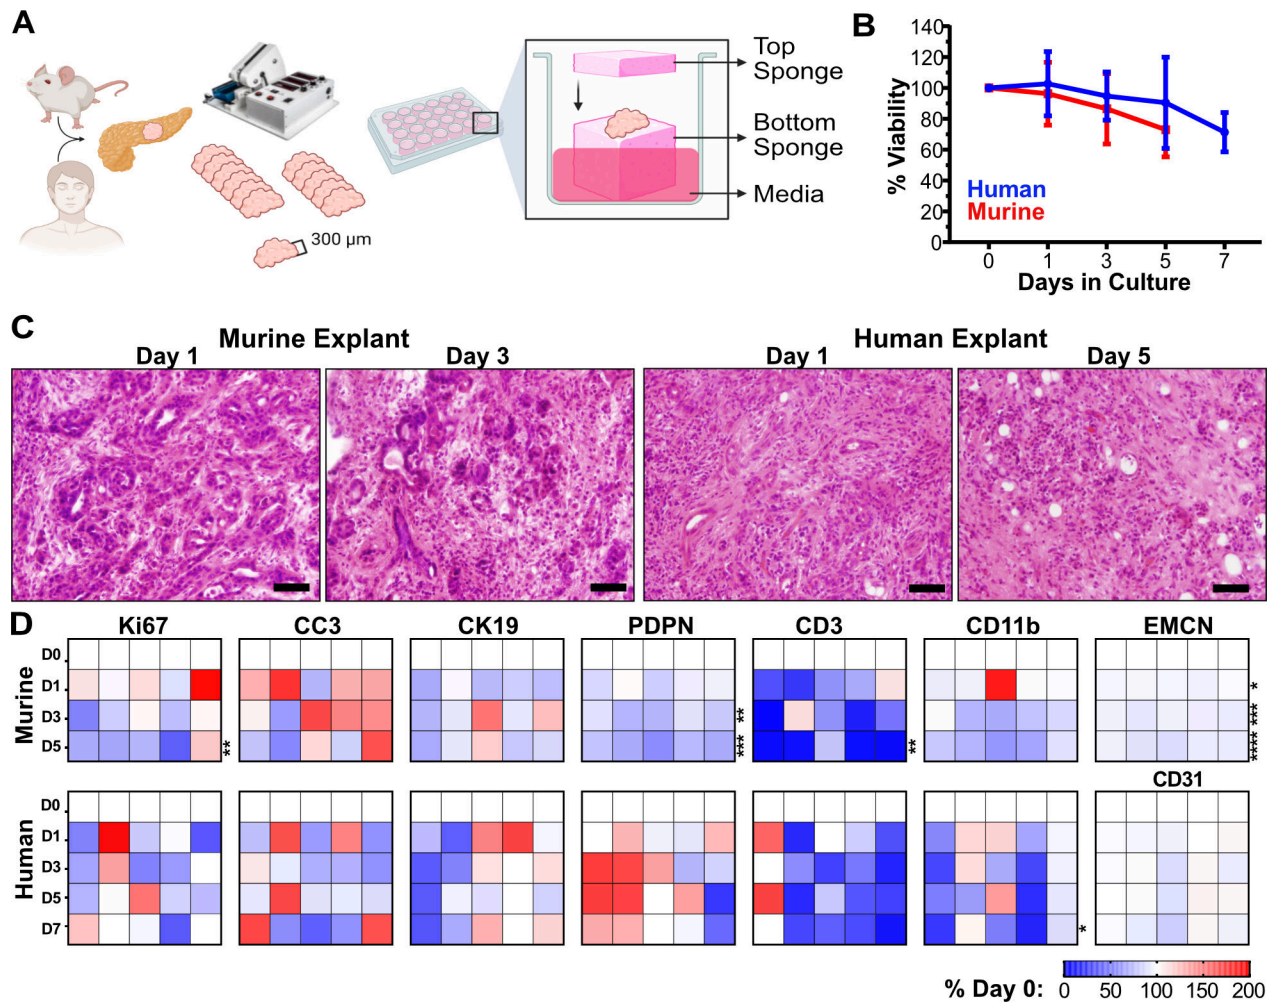 A
Top
Sponge
Bottom
Sponge
Media
300 µm
B
140
120
100
80
60
40
20
0
% Viability
Human
Murine
0 1 3 5 7
Days in Culture
C
Murine Explant
Day 1 Day 3
Human Explant
Day 1 Day 5
D
Ki67 CC3 CK19 PDPN CD3 CD11b EMCN
Murine
D0
D1 *
D3 ** ***
D5 ** *** ** ****
CD31
Human
D0
D1
D3
D5
D7 *
% Day 0:
0 50 100 150 200